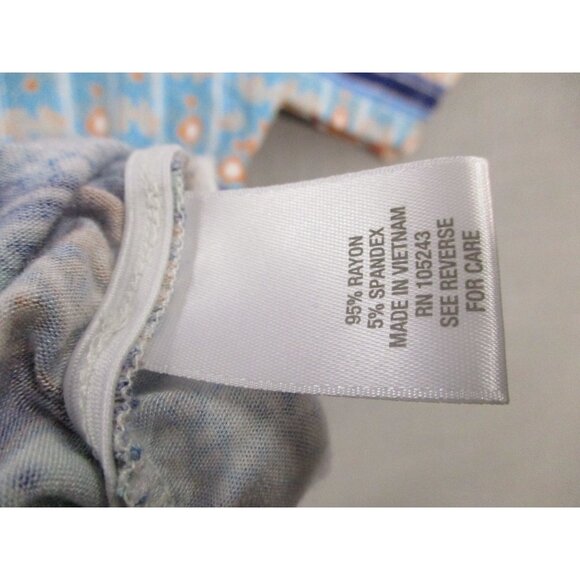 95% RAYON
5% SPANDEX
MADE IN VIETNAM
RN 105243
SEE REVERSE
FOR CARE